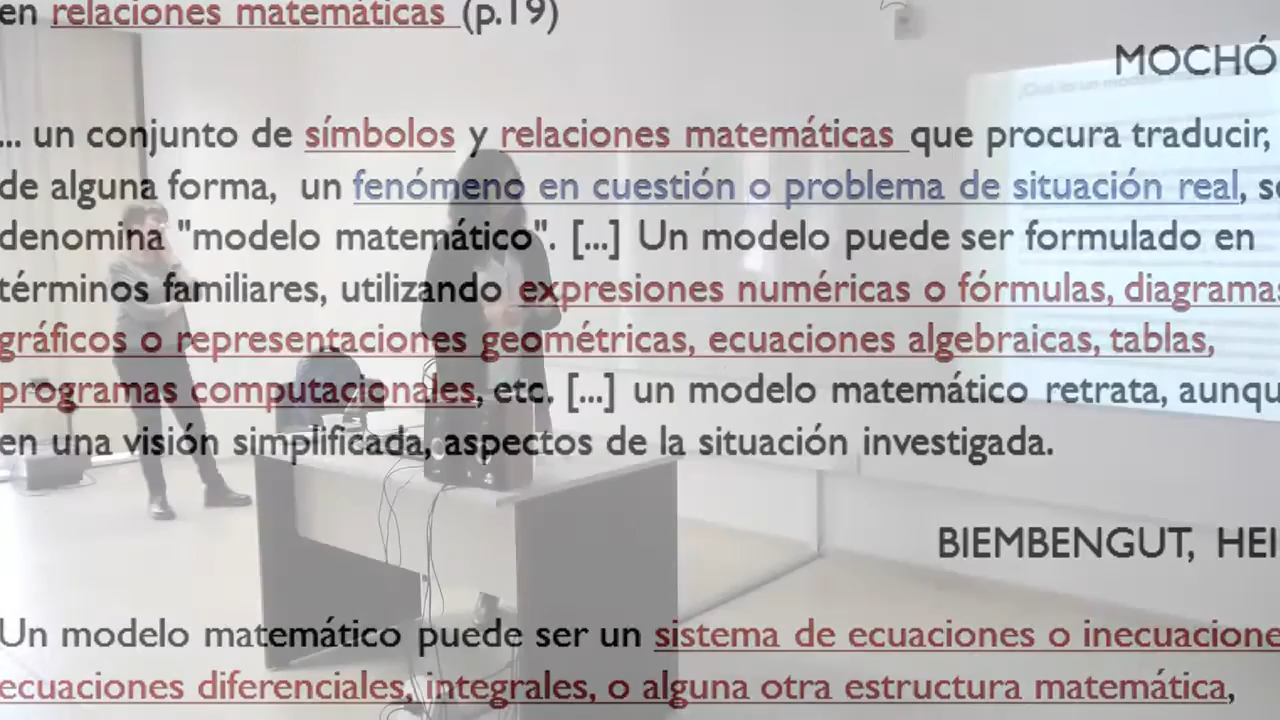 en relaciones matemáticas (p.19)
MOCHÓ
... un conjunto de símbolos y relaciones matemáticas que procura traducir,
de alguna forma, un fenómeno en cuestión o problema de situación real, se
denomina "modelo matemático". [...] Un modelo puede ser formulado en
términos familiares, utilizando expresiones numéricas o fórmulas, diagramas
gráficos o representaciones geométricas, ecuaciones algebraicas, tablas,
programas computacionales, etc. [...] un modelo matemático retrata, aunqu
en una visión simplificada, aspectos de la situación investigada.
BIEMBENGUT, HEI
Un modelo matemático puede ser un sistema de ecuaciones o inecuacione
ecuaciones diferenciales, integrales, o alguna otra estructura matemática,